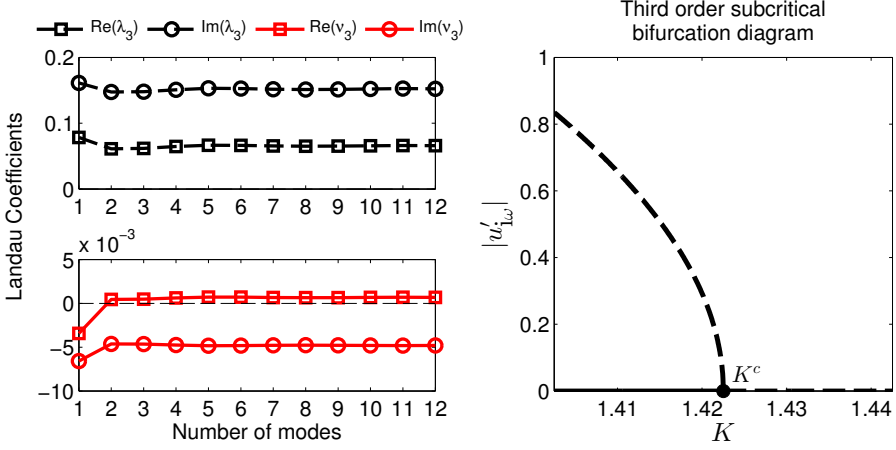 Re(λ3) Im(λ3) Re(ν3) Im(ν3)
0.2
0.1
0
1 2 3 4 5 6 7 8 9 10 11 12
Landau Coefficients
x 10−3
5
0
−5
−10
1 2 3 4 5 6 7 8 9 10 11 12
Number of modes
Third order subcritical
bifurcation diagram
1
0.8
0.6
0.4
0.2
0
|u′iω|
Kc
1.41 1.42 1.43 1.44
K